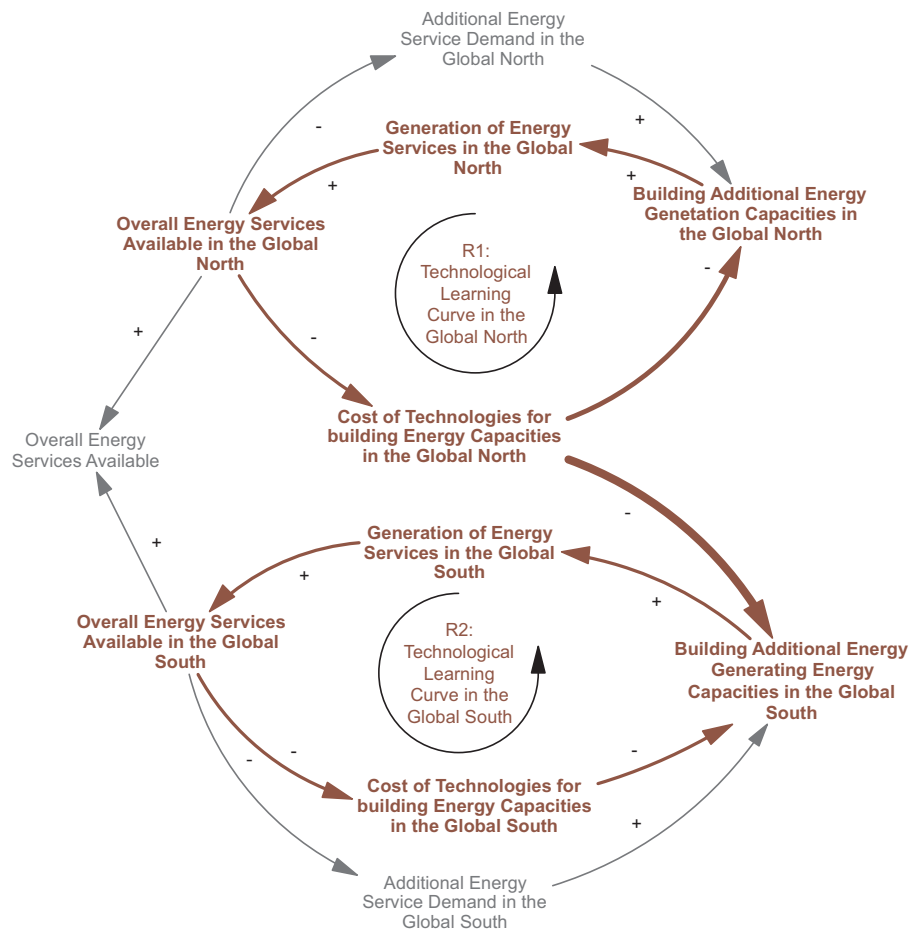 Additional Energy
Service Demand in the
Global North
-
+
Generation of Energy
Services in the Global
North
+
+
Building Additional Energy
Genetation Capacities in
the Global North
Overall Energy Services
Available in the Global
North
R1:
Technological
Learning
Curve in the
Global North
-
+
-
Cost of Technologies for
building Energy Capacities
in the Global North
Overall Energy
Services Available
-
+
Generation of Energy
Services in the Global
South
+
+
Overall Energy Services
Available in the Global
South
R2:
Technological
Learning
Curve in the
Global South
Building Additional Energy
Generating Energy
Capacities in the Global
South
-
-
-
Cost of Technologies for
building Energy Capacities
in the Global South
+
Additional Energy
Service Demand in the
Global South